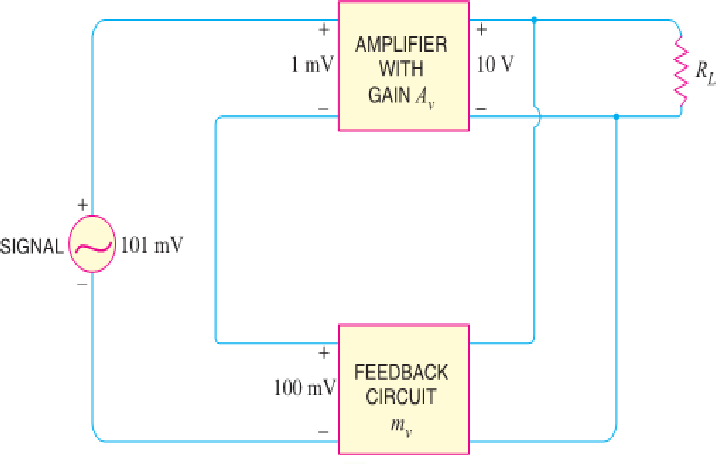 +
+
AMPLIFIER
WITH
GAIN A_v
1 mV
10 V
R_L
–
–
+
SIGNAL
101 mV
–
+
FEEDBACK
CIRCUIT
m_v
100 mV
–